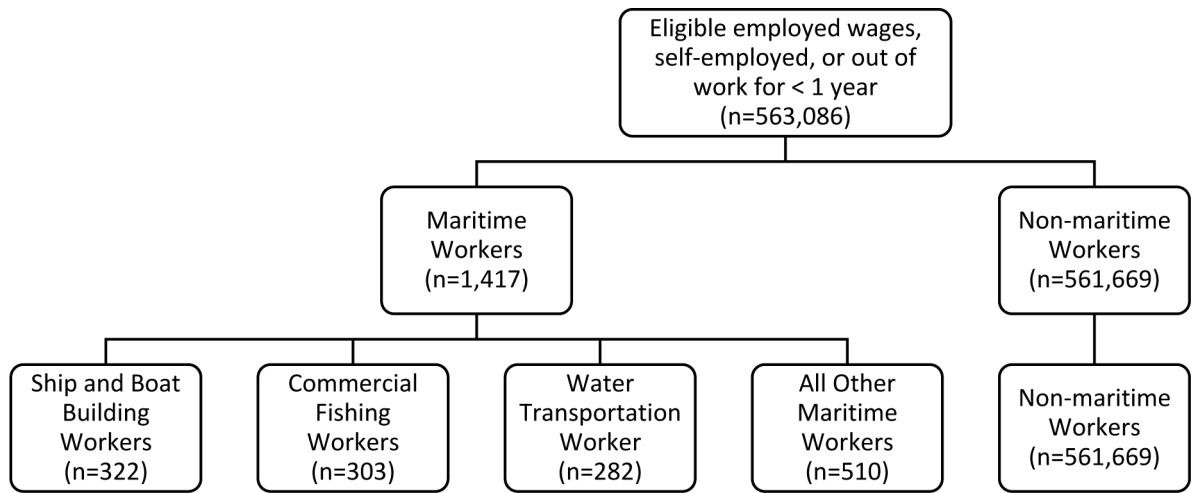 Eligible employed wages,
self-employed, or out of
work for < 1 year
(n=563,086)
Maritime
Workers
(n=1,417)
Non-maritime
Workers
(n=561,669)
Ship and Boat
Building
Workers
(n=322)
Commercial
Fishing
Workers
(n=303)
Water
Transportation
Worker
(n=282)
All Other
Maritime
Workers
(n=510)
Non-maritime
Workers
(n=561,669)